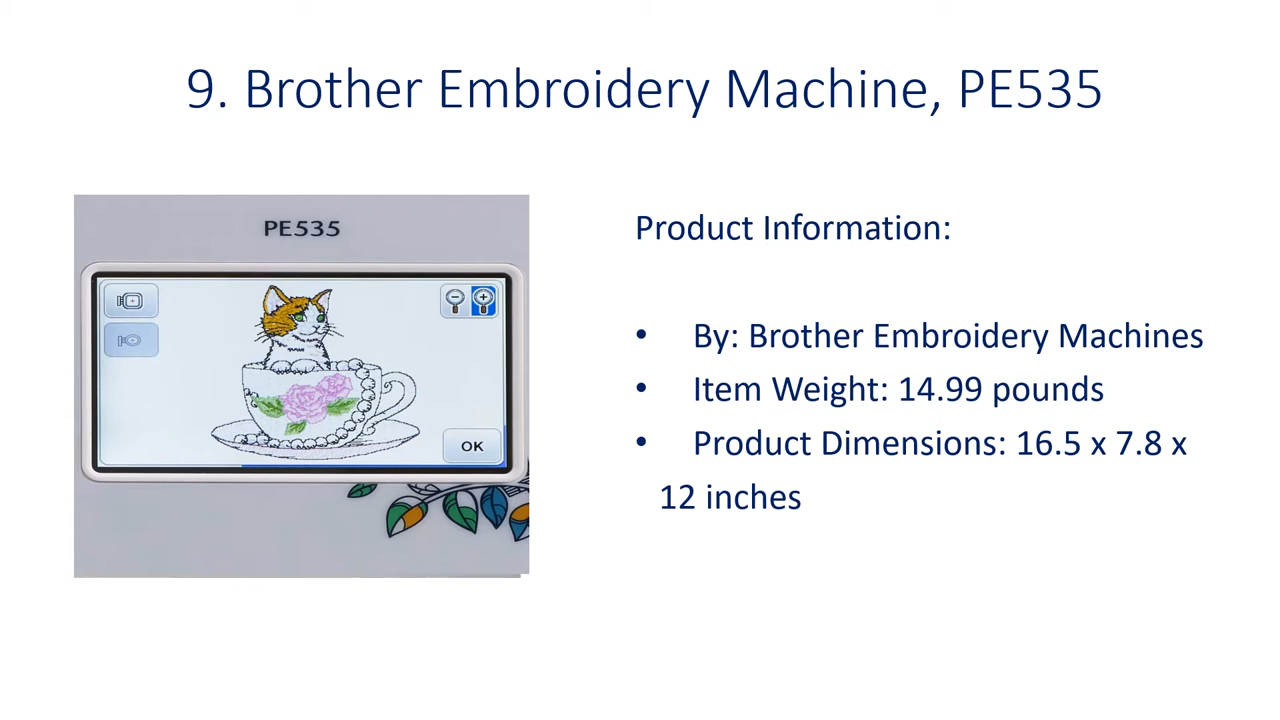 9. Brother Embroidery Machine, PE535
PE535
OK
Product Information:
• By: Brother Embroidery Machines
• Item Weight: 14.99 pounds
• Product Dimensions: 16.5 x 7.8 x
12 inches